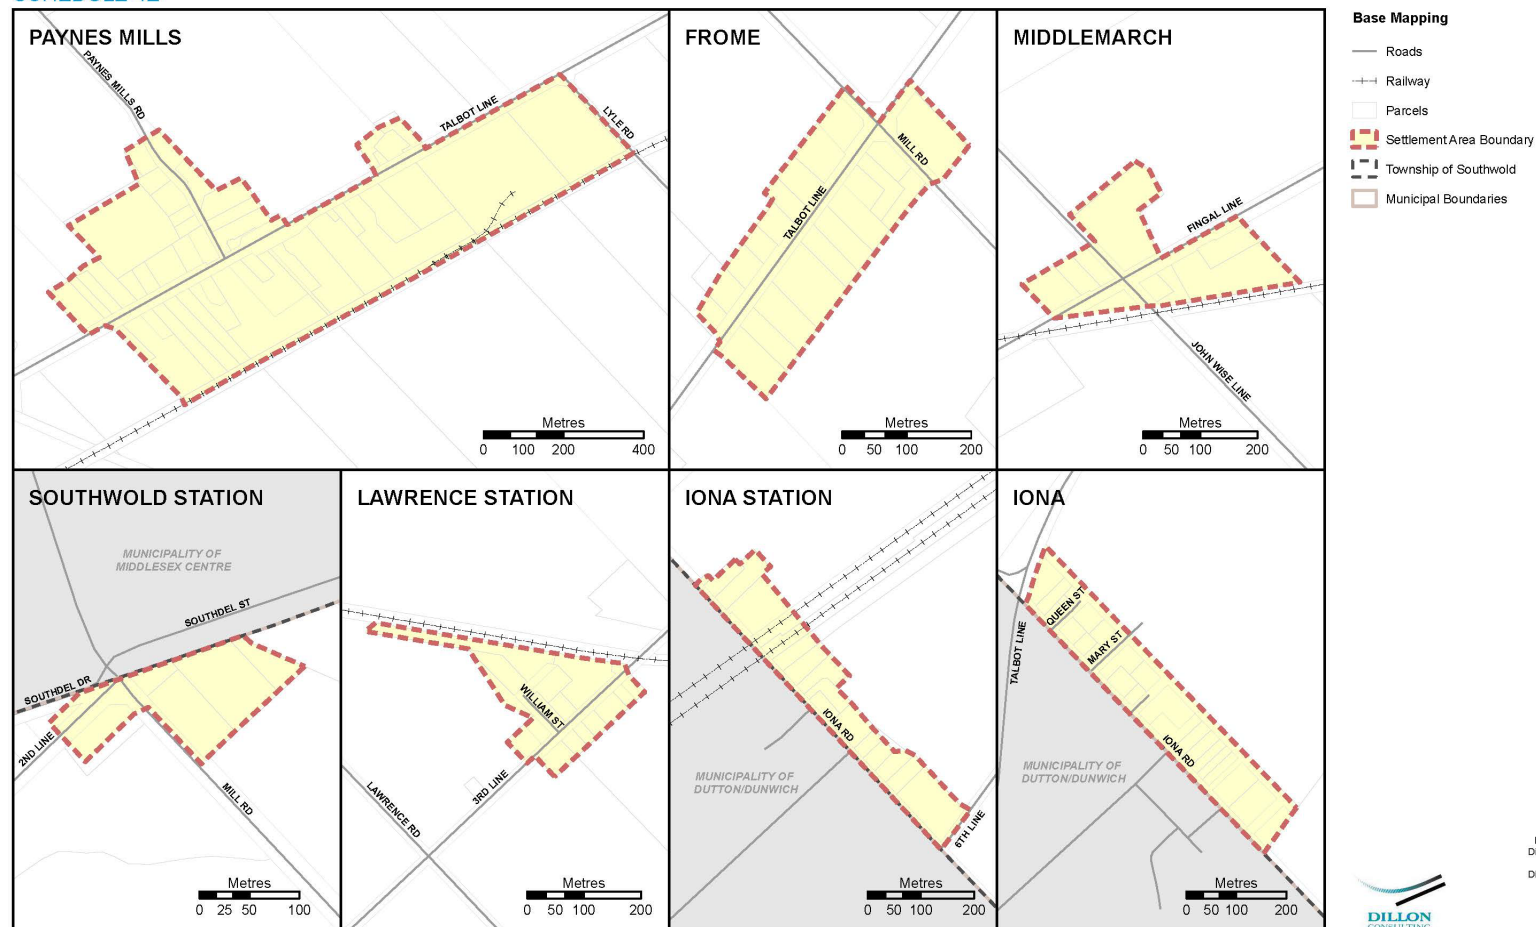 PAYNES MILLS
PAYNES MILLS RD
TALBOT LINE
LYLE RD
Metres
0 100 200 400
FROME
MILL RD
TALBOT LINE
Metres
0 50 100 200
MIDDLEMARCH
FINGAL LINE
JOHN WISE LINE
Metres
0 50 100 200
Base Mapping
Roads
Railway
Parcels
Settlement Area Boundary
Township of Southwold
Municipal Boundaries
SOUTHWOLD STATION
MUNICIPALITY OF
MIDDLESEX CENTRE
SOUTHDEL ST
SOUTHDEL DR
2ND LINE
MILL RD
Metres
0 25 50 100
LAWRENCE STATION
WILLIAM ST
3RD LINE
LAWRENCE RD
Metres
0 50 100 200
IONA STATION
IONA RD
MUNICIPALITY OF
DUTTON/DUNWICH
6TH LINE
Metres
0 50 100 200
IONA
QUEEN ST
MARY ST
TALBOT LINE
IONA RD
MUNICIPALITY OF
DUTTON/DUNWICH
Metres
0 50 100 200
DILLON
CONSULTING